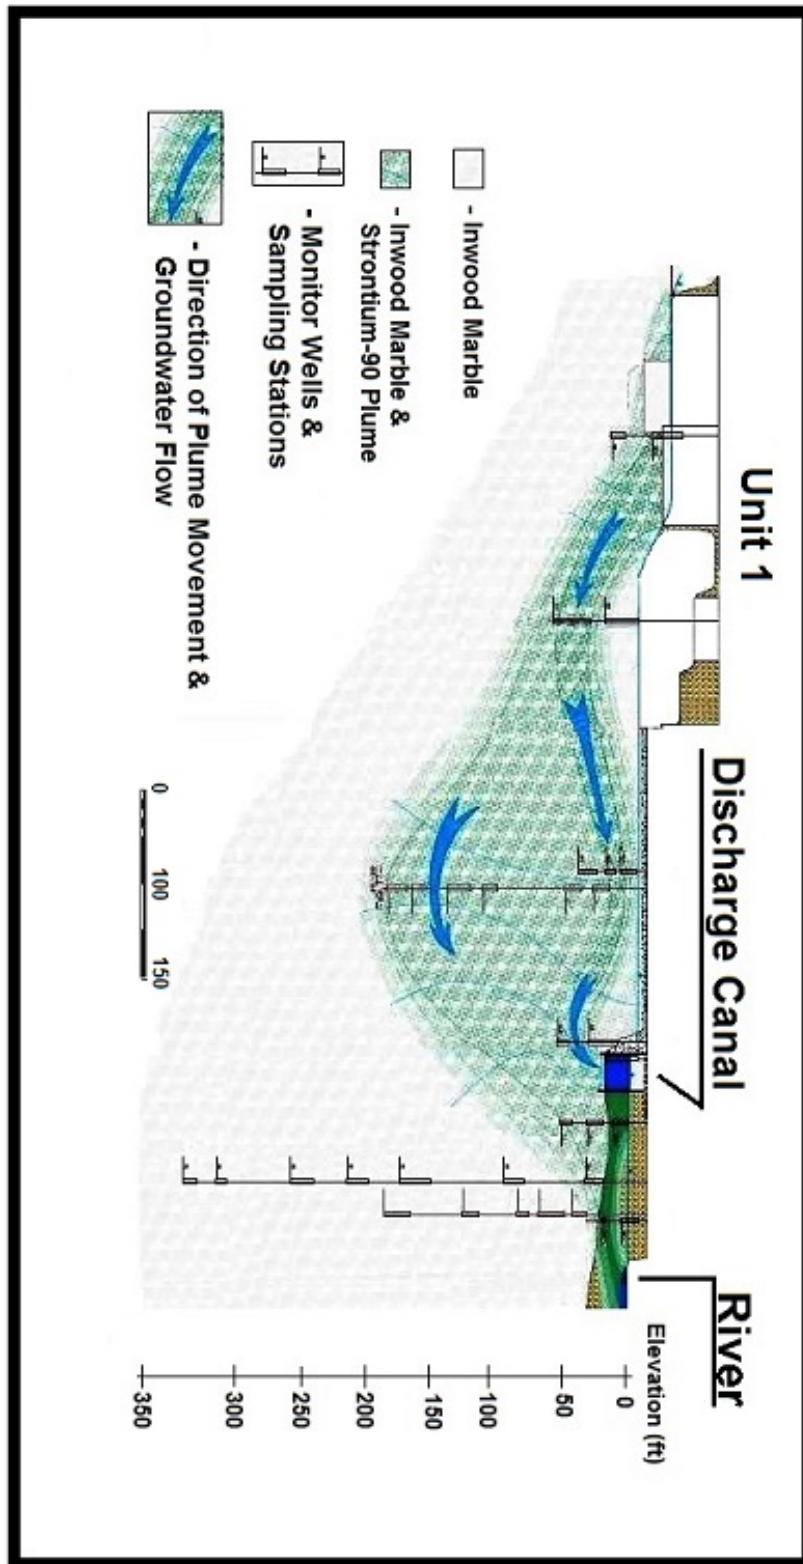 Unit 1
Discharge Canal
River
Elevation (ft)
0
50
100
150
200
250
300
350
0
100
150
- Inwood Marble
- Inwood Marble &
Strontium-90 Plume
- Monitor Wells &
Sampling Stations
- Direction of Plume Movement &
Groundwater Flow